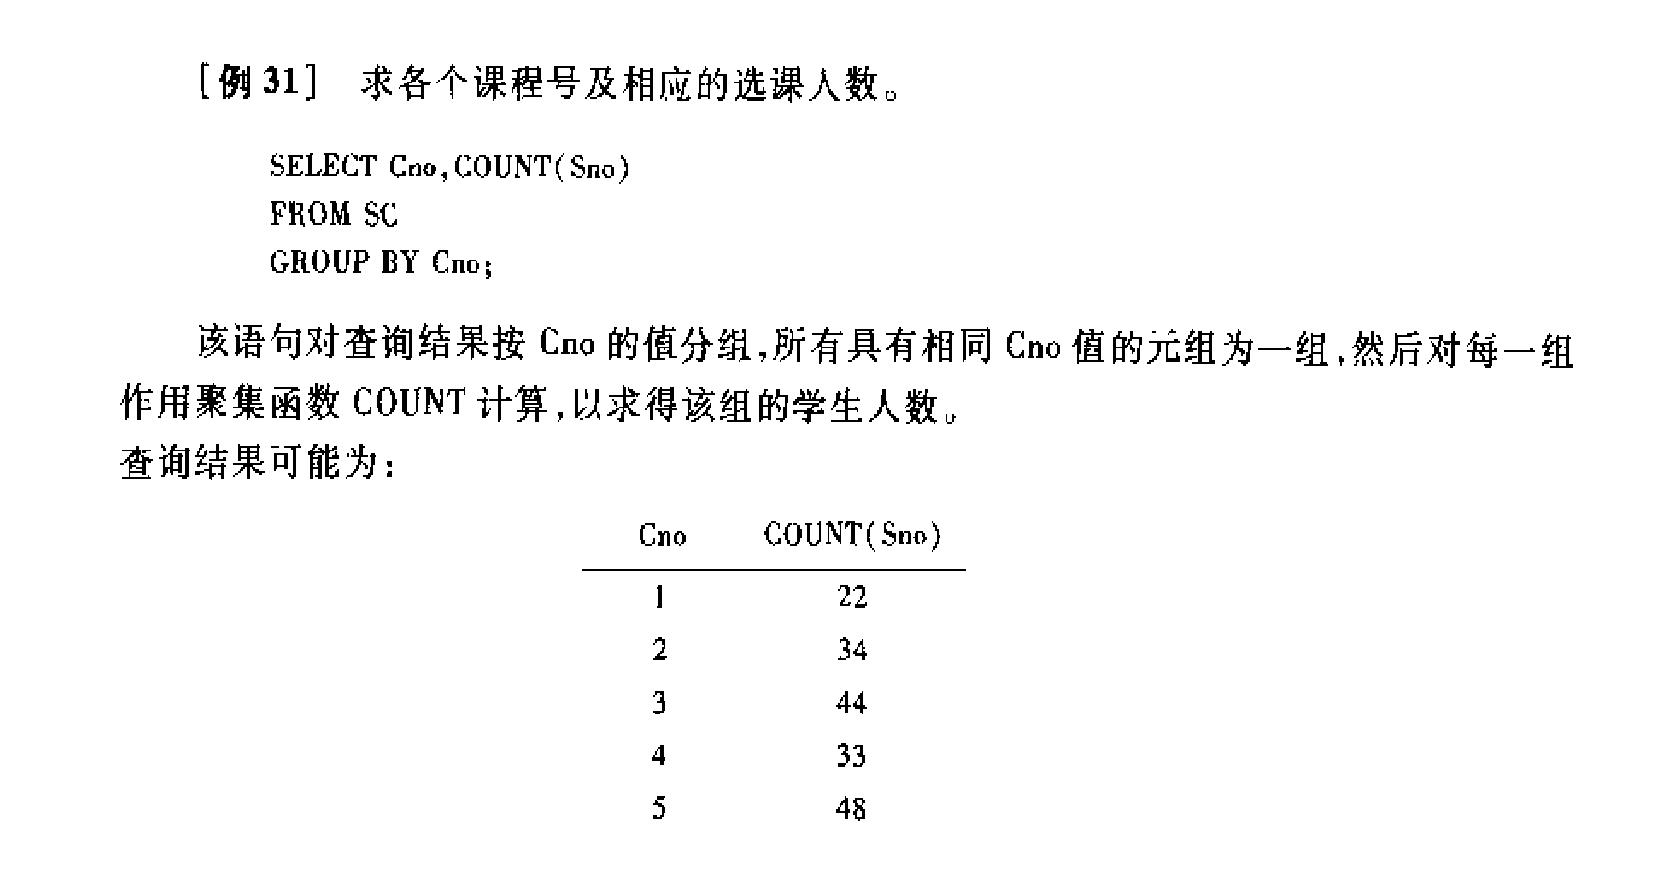 [例 31] 求各个课程号及相应的选课人数。
SELECT Cno,COUNT(Sno)
FROM SC
GROUP BY Cno;
该语句对查询结果按 Cno 的值分组,所有具有相同 Cno 值的元组为一组,然后对每一组
作用聚集函数 COUNT 计算,以求得该组的学生人数。
查询结果可能为:
Cno COUNT(Sno)
1 22
2 34
3 44
4 33
5 48